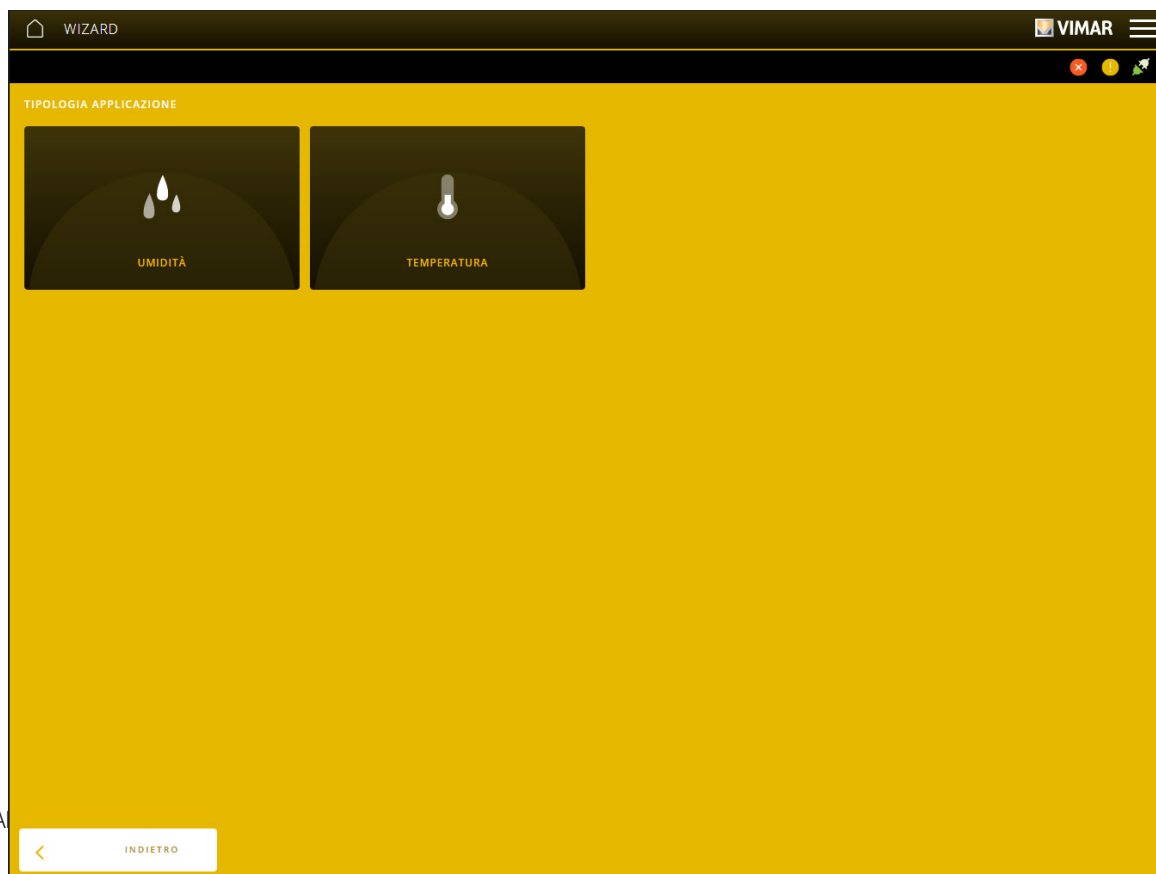 WIZARD
VIMAR
TIPOLOGIA APPLICAZIONE
UMIDITÀ
TEMPERATURA
INDIETRO